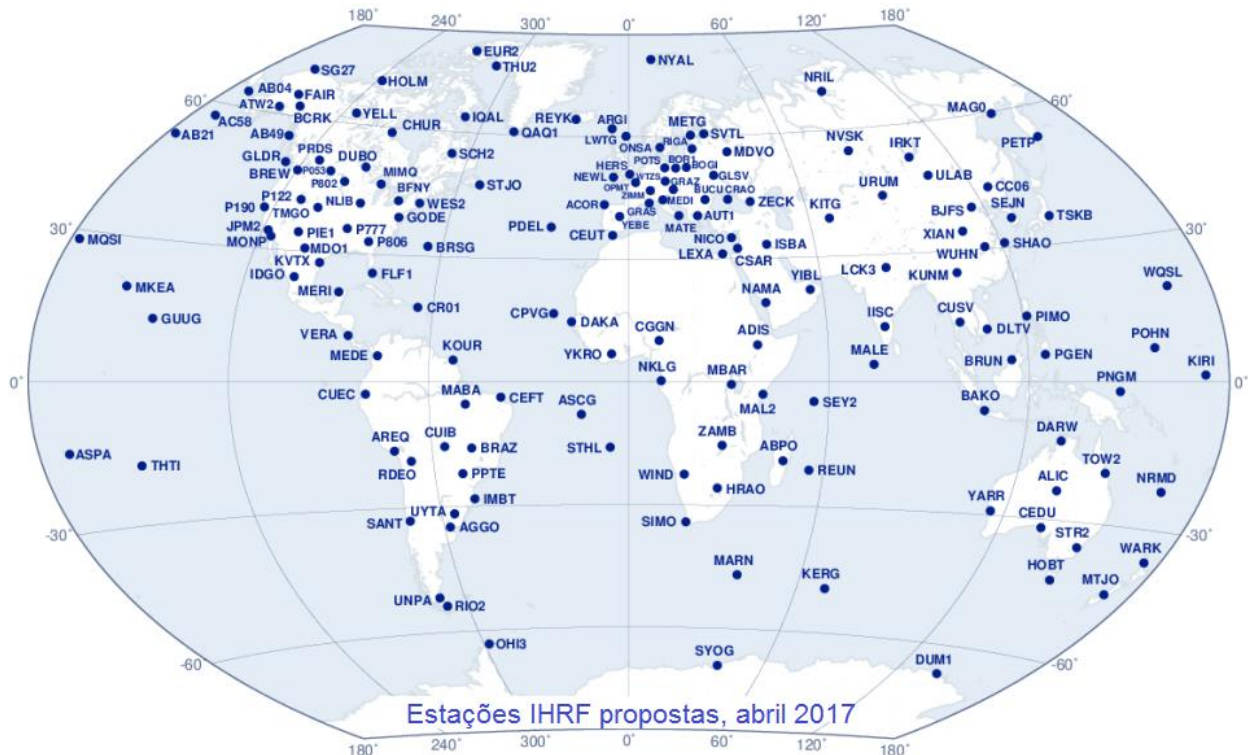 180° 240° 300° 0° 60° 120° 180°
EUR2
THU2
NYAL
SG27
HOLM
NRIL
AB04
FAIR
ATW2
BCRK
YELL
IQAL
REYK
ARGI
METG
MAG0
60°
60°
AC58
AB21
AB49
CHUR
QAQ1
LWTG
ONSA
RIGA
SVTL
NVSK
IRKT
PETP
GLDR
PRDS
DUBO
SCH2
HERS
POTS
BOR1
BOGI
MDVO
BREW
P053
P802
MIMQ
STJO
NEWL
OPMT
WTZS
GRAZ
GLSV
ULAB
P122
NLIB
BFNY
WES2
ZIMM
MEDI
BUCU
CRAO
URUM
CC06
P190
TMGO
GODE
ACOR
GRAS
ZECK
KITG
BJFS
SEJN
TSKB
30°
JPM2
PIE1
P777
PDEL
YEBE
MATE
AUT1
XIAN
30°
MQSI
MONP
MDO1
P806
BRSG
CEUT
NICO
ISBA
WUHN
SHAO
KVTX
LEXA
CSAR
IDGO
FLF1
YIBL
LCK3
KUNM
WQSL
MKEA
MERI
NAMA
GUUG
CR01
CPVG
DAKA
IISC
CUSV
PIMO
VERA
CGGN
ADIS
DLTV
POHN
MEDE
KOUR
YKRO
MALE
BRUN
PGEN
KIRI
0°
NKLG
MBAR
PNGM
0°
CUEC
MABA
CEFT
ASCG
MAL2
SEY2
BAKO
AREQ
CUIB
BRAZ
STHL
ZAMB
ABPO
DARW
ASPA
THTI
RDEO
PPTE
WIND
REUN
ALIC
TOW2
IMBT
HRAO
NRMD
UYTA
YARR
CEDU
SANT
AGGO
SIMO
STR2
-30°
-30°
MARN
KERG
HOBT
WARK
MTJO
UNPA
RIO2
OHI3
SYOG
DUM1
-60°
-60°
Estações IHRF propostas, abril 2017
180° 240° 300° 0° 60° 120° 180°